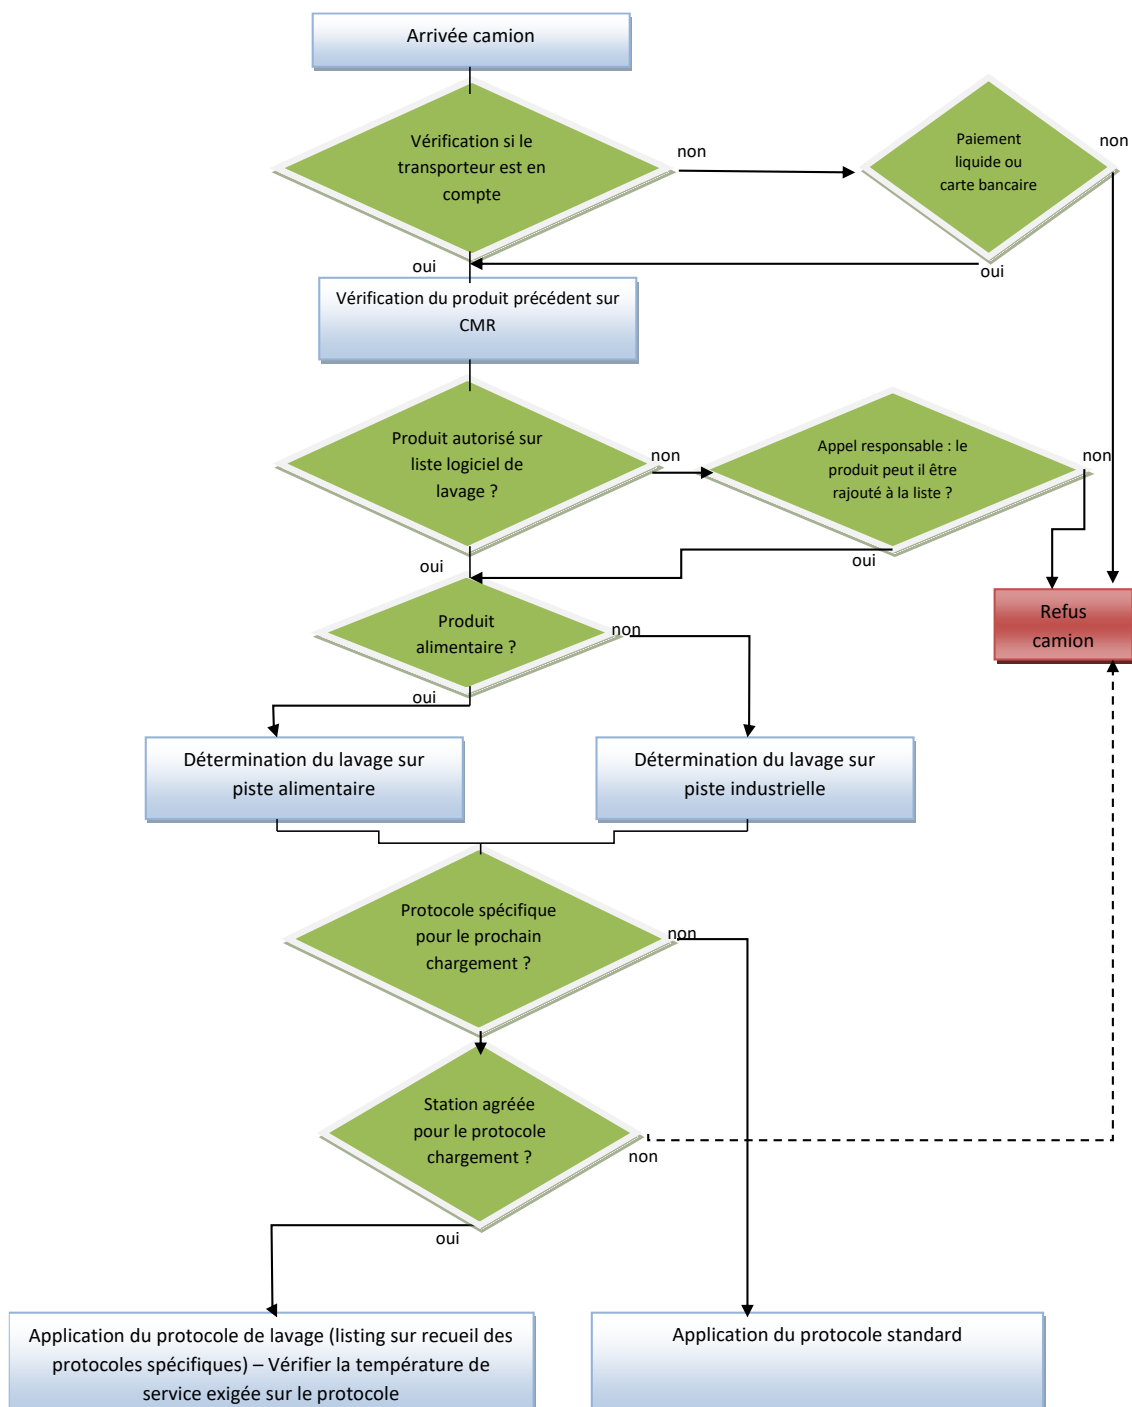 Arrivée camion
Vérification si le
transporteur est en
compte
non
Paiement
liquide ou
carte bancaire
non
oui
oui
Vérification du produit précédent sur
CMR
Produit autorisé sur
liste logiciel de
lavage ?
non
Appel responsable : le
produit peut il être
rajouté à la liste ?
non
oui
oui
Refus
camion
Produit
alimentaire ?
non
oui
Détermination du lavage sur
piste alimentaire
Détermination du lavage sur
piste industrielle
Protocole spécifique
pour le prochain
chargement ?
non
Station agréée
pour le protocole
chargement ?
non
oui
Application du protocole de lavage (listing sur recueil des
protocoles spécifiques) – Vérifier la température de
service exigée sur le protocole
Application du protocole standard